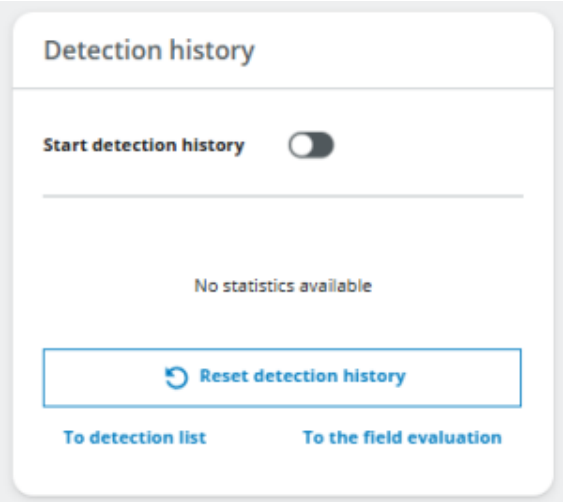 Detection history
Start detection history
No statistics available
Reset detection history
To detection list
To the field evaluation